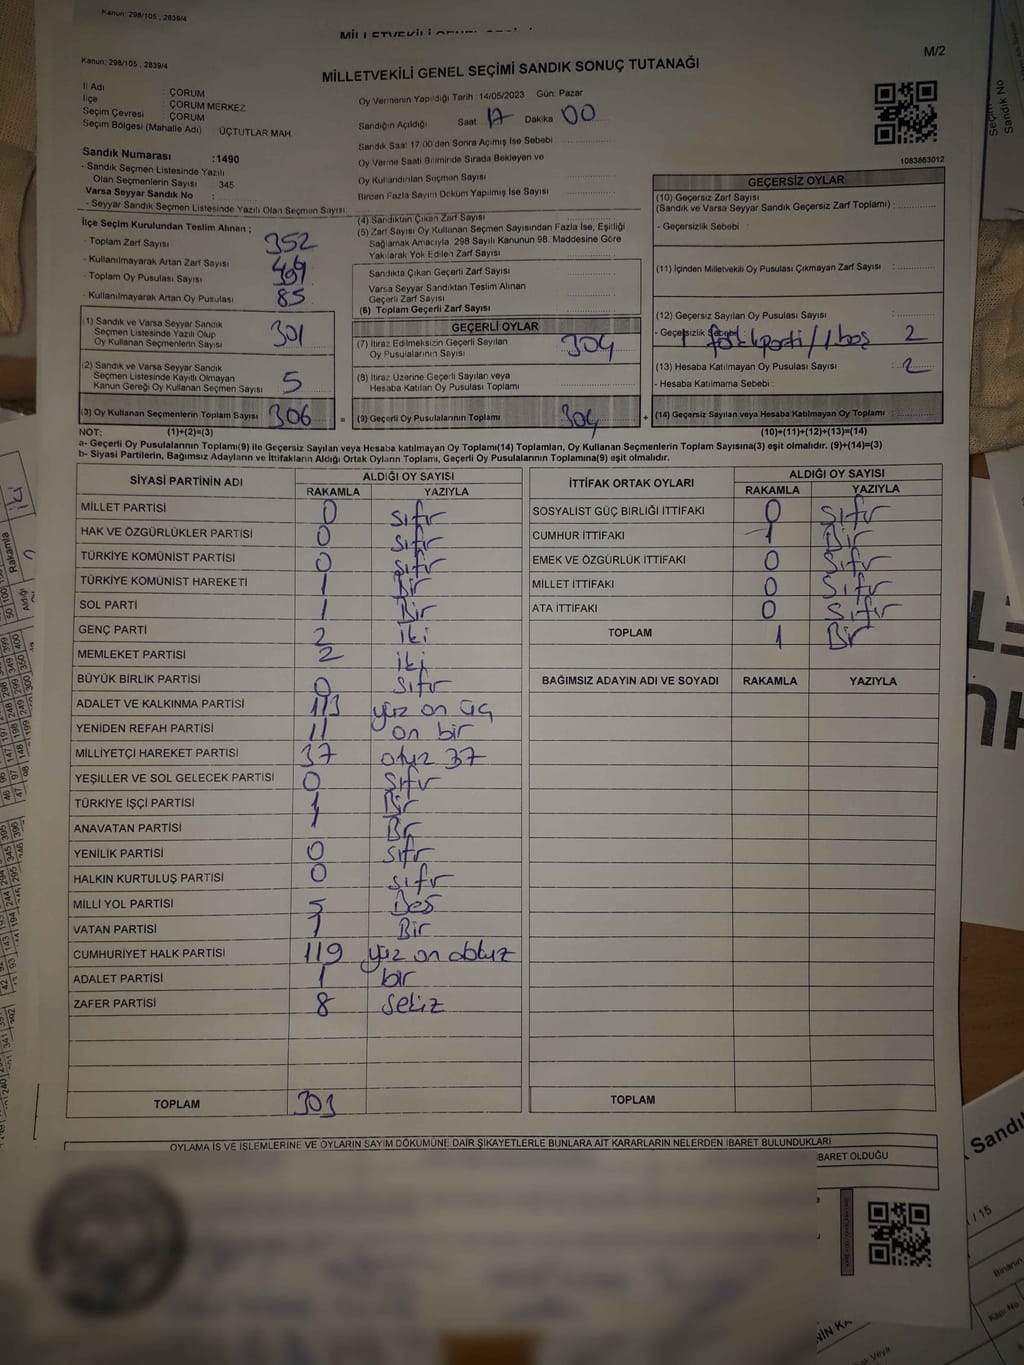 Kanun: 298/105 , 2839/4
Kanun: 298/105, 2839/4
M/2
MİLLETVEKİLİ GENEL SEÇİMİ SANDIK SONUÇ TUTANAĞI
İl Adı : ÇORUM
İlçe : ÇORUM MERKEZ
Seçim Çevresi : ÇORUM
Seçim Bölgesi (Mahalle Adı) ÜÇTUTLAR MAH.
Sandık Numarası :1490
- Sandık Seçmen Listesinde Yazılı
Olan Seçmenlerin Sayısı 345
Varsa Seyyar Sandık No :
- Seyyar Sandık Seçmen Listesinde Yazılı Olan Seçmen Sayısı:
İlçe Seçim Kurulundan Teslim Alınan ;
- Toplam Zarf Sayısı 352
- Kullanılmayarak Artan Zarf Sayısı
- Toplam Oy Pusulası Sayısı
- Kullanılmayarak Artan Oy Pusulası 85
(1) Sandık ve Varsa Seyyar Sandık
Seçmen Listesinde Yazılı Olup
Oy Kullanan Seçmenlerin Sayısı 301
(2) Sandık ve Varsa Seyyar Sandık
Seçmen Listesinde Kayıtlı Olmayan
Kanun Gereği Oy Kullanan Seçmen Sayısı 5
(3) Oy Kullanan Seçmenlerin Toplam Sayısı 306
Oy Vermenin Yapıldığı Tarih :14/05/2023 Gün: Pazar
Sandığın Açıldığı Saat 17 Dakika 00
Sandık Saat 17:00 den Sonra Açılmış İse Sebebi
Oy Verme Saati Bitiminde Sırada Bekleyen ve
Oy Kullandırılan Seçmen Sayısı
Birden Fazla Sayım Döküm Yapılmış İse Sayısı
(4) Sandıktan Çıkan Zarf Sayısı
(5) Zarf Sayısı Oy Kullanan Seçmen Sayısından Fazla İse, Eşitliği
Sağlamak Amacıyla 298 Sayılı Kanunun 98. Maddesine Göre
Yakılarak Yok Edilen Zarf Sayısı
Sandıkta Çıkan Geçerli Zarf Sayısı
Varsa Seyyar Sandıktan Teslim Alınan
Geçerli Zarf Sayısı
(6) Toplam Geçerli Zarf Sayısı
GEÇERLİ OYLAR
(7) İtiraz Edilmeksizin Geçerli Sayılan
Oy Pusulalarının Sayısı 304
(8) İtiraz Üzerine Geçerli Sayılan veya
Hesaba Katılan Oy Pusulası Toplamı
= (9) Geçerli Oy Pusulalarının Toplamı 304 +
1083863012
GEÇERSİZ OYLAR
(10) Geçersiz Zarf Sayısı
(Sandık ve Varsa Seyyar Sandık Geçersiz Zarf Toplamı) :
- Geçersizlik Sebebi :
(11) İçinden Milletvekili Oy Pusulası Çıkmayan Zarf Sayısı :
(12) Geçersiz Sayılan Oy Pusulası Sayısı
- Geçersizlik Sebebi : 2
(13) Hesaba Katılmayan Oy Pusulası Sayısı : 2
- Hesaba Katılmama Sebebi :
(14) Geçersiz Sayılan veya Hesaba Katılmayan Oy Toplamı :
NOT: (1)+(2)=(3) (10)+(11)+(12)+(13)=(14)
a- Geçerli Oy Pusulalarının Toplamı(9) ile Geçersiz Sayılan veya Hesaba katılmayan Oy Toplamı(14) Toplamları, Oy Kullanan Seçmenlerin Toplam Sayısına(3) eşit olmalıdır. (9)+(14)=(3)
b- Siyasi Partilerin, Bağımsız Adayların ve İttifakların Aldığı Ortak Oyların Toplamı, Geçerli Oy Pusulalarının Toplamına(9) eşit olmalıdır.
SİYASİ PARTİNİN ADI ALDIĞI OY SAYISI
RAKAMLA YAZIYLA
MİLLET PARTİSİ 0 sıfır
HAK VE ÖZGÜRLÜKLER PARTİSİ 0 sıfır
TÜRKİYE KOMÜNİST PARTİSİ 0 sıfır
TÜRKİYE KOMÜNİST HAREKETİ 1 Bir
SOL PARTİ 1 Bir
GENÇ PARTİ 2 iki
MEMLEKET PARTİSİ 2 iki
BÜYÜK BİRLİK PARTİSİ 0 sıfır
ADALET VE KALKINMA PARTİSİ 113 yüz on üç
YENİDEN REFAH PARTİSİ 11 on bir
MİLLİYETÇİ HAREKET PARTİSİ 37 otuz 37
YEŞİLLER VE SOL GELECEK PARTİSİ 0 sıfır
TÜRKİYE İŞÇİ PARTİSİ 1 Bir
ANAVATAN PARTİSİ 1 Br
YENİLİK PARTİSİ 0 sıfır
HALKIN KURTULUŞ PARTİSİ 0 sıfır
MİLLİ YOL PARTİSİ 5 Beş
VATAN PARTİSİ 1 Bir
CUMHURİYET HALK PARTİSİ 119 yüz on dokuz
ADALET PARTİSİ 1 bir
ZAFER PARTİSİ 8 sekiz
TOPLAM 303
İTTİFAK ORTAK OYLARI ALDIĞI OY SAYISI
RAKAMLA YAZIYLA
SOSYALİST GÜÇ BİRLİĞİ İTTİFAKI 0 sıfır
CUMHUR İTTİFAKI 1 Bir
EMEK VE ÖZGÜRLÜK İTTİFAKI 0 sıfır
MİLLET İTTİFAKI 0 sıfır
ATA İTTİFAKI 0 sıfır
TOPLAM 1 Bir
BAĞIMSIZ ADAYIN ADI VE SOYADI RAKAMLA YAZIYLA
TOPLAM
OYLAMA İŞ VE İŞLEMLERİNE VE OYLARIN SAYIM DÖKÜMÜNE DAİR ŞİKAYETLERLE BUNLARA AİT KARARLARIN NELERDEN İBARET BULUNDUKLARI
BARET OLDUĞU
Sandık No
Rakamla
iki
Sandı
/ 15
Binanın
Kapı No